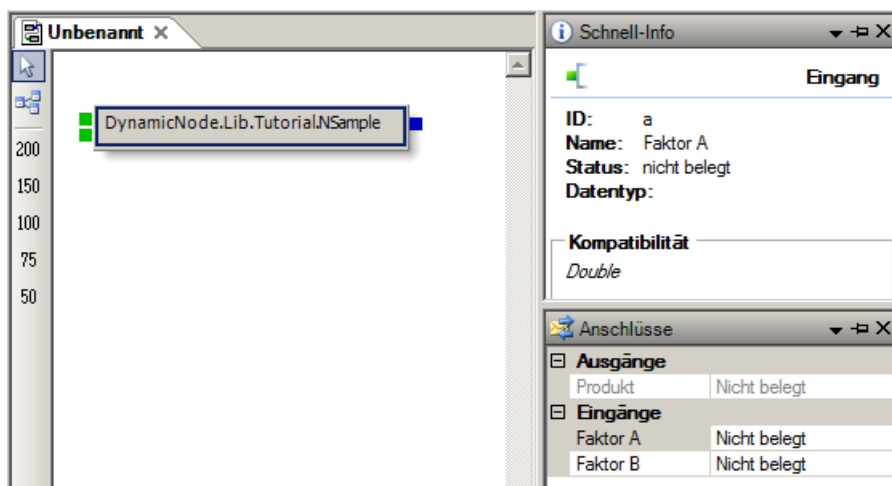 Unbenannt
200
150
100
75
50
DynamicNode.Lib.Tutorial.NSample
Schnell-Info
Eingang
ID: a
Name: Faktor A
Status: nicht belegt
Datentyp:
Kompatibilität
Double
Anschlüsse
Ausgänge
Produkt Nicht belegt
Eingänge
Faktor A Nicht belegt
Faktor B Nicht belegt